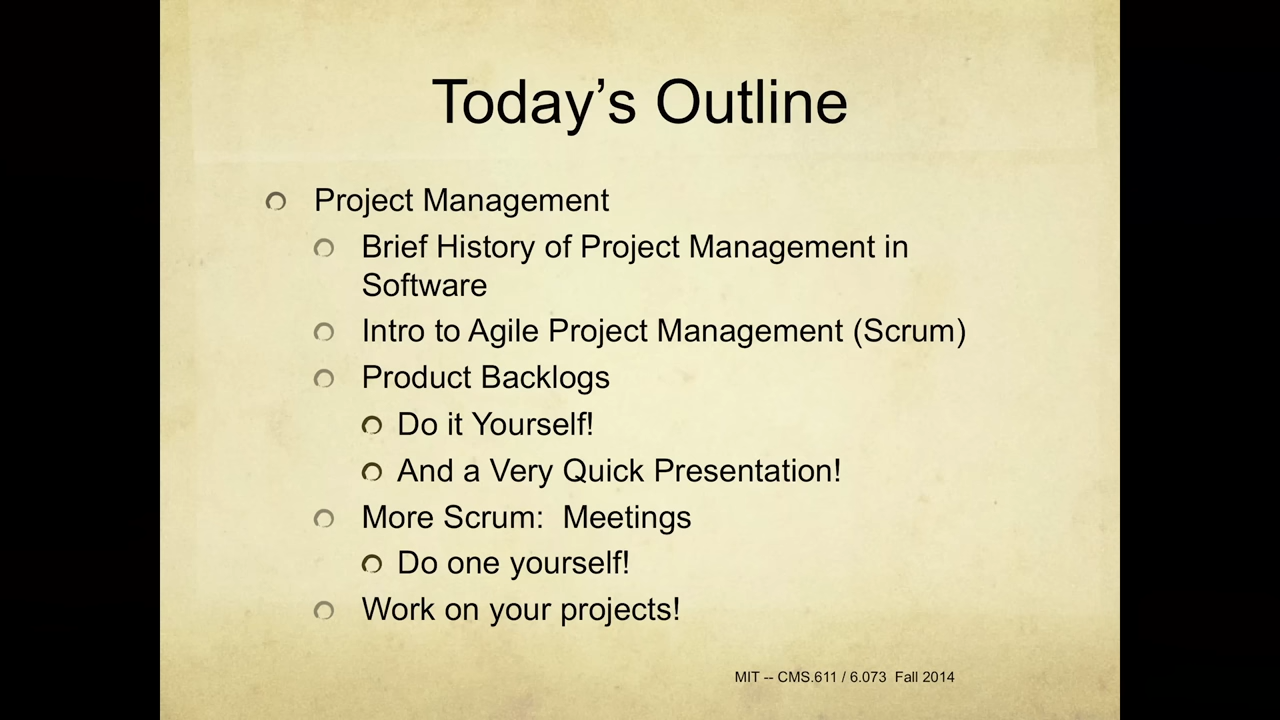 Today’s Outline
Project Management
Brief History of Project Management in
Software
Intro to Agile Project Management (Scrum)
Product Backlogs
Do it Yourself!
And a Very Quick Presentation!
More Scrum:  Meetings
Do one yourself!
Work on your projects!
MIT -- CMS.611 / 6.073  Fall 2014